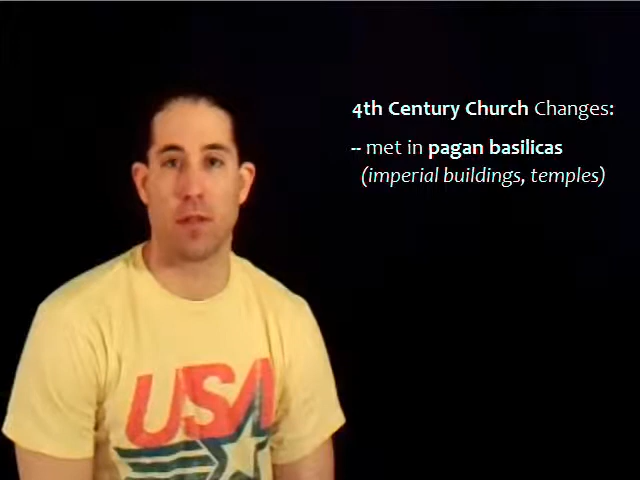 4th Century Church Changes:
-- met in pagan basilicas
(imperial buildings, temples)
USA